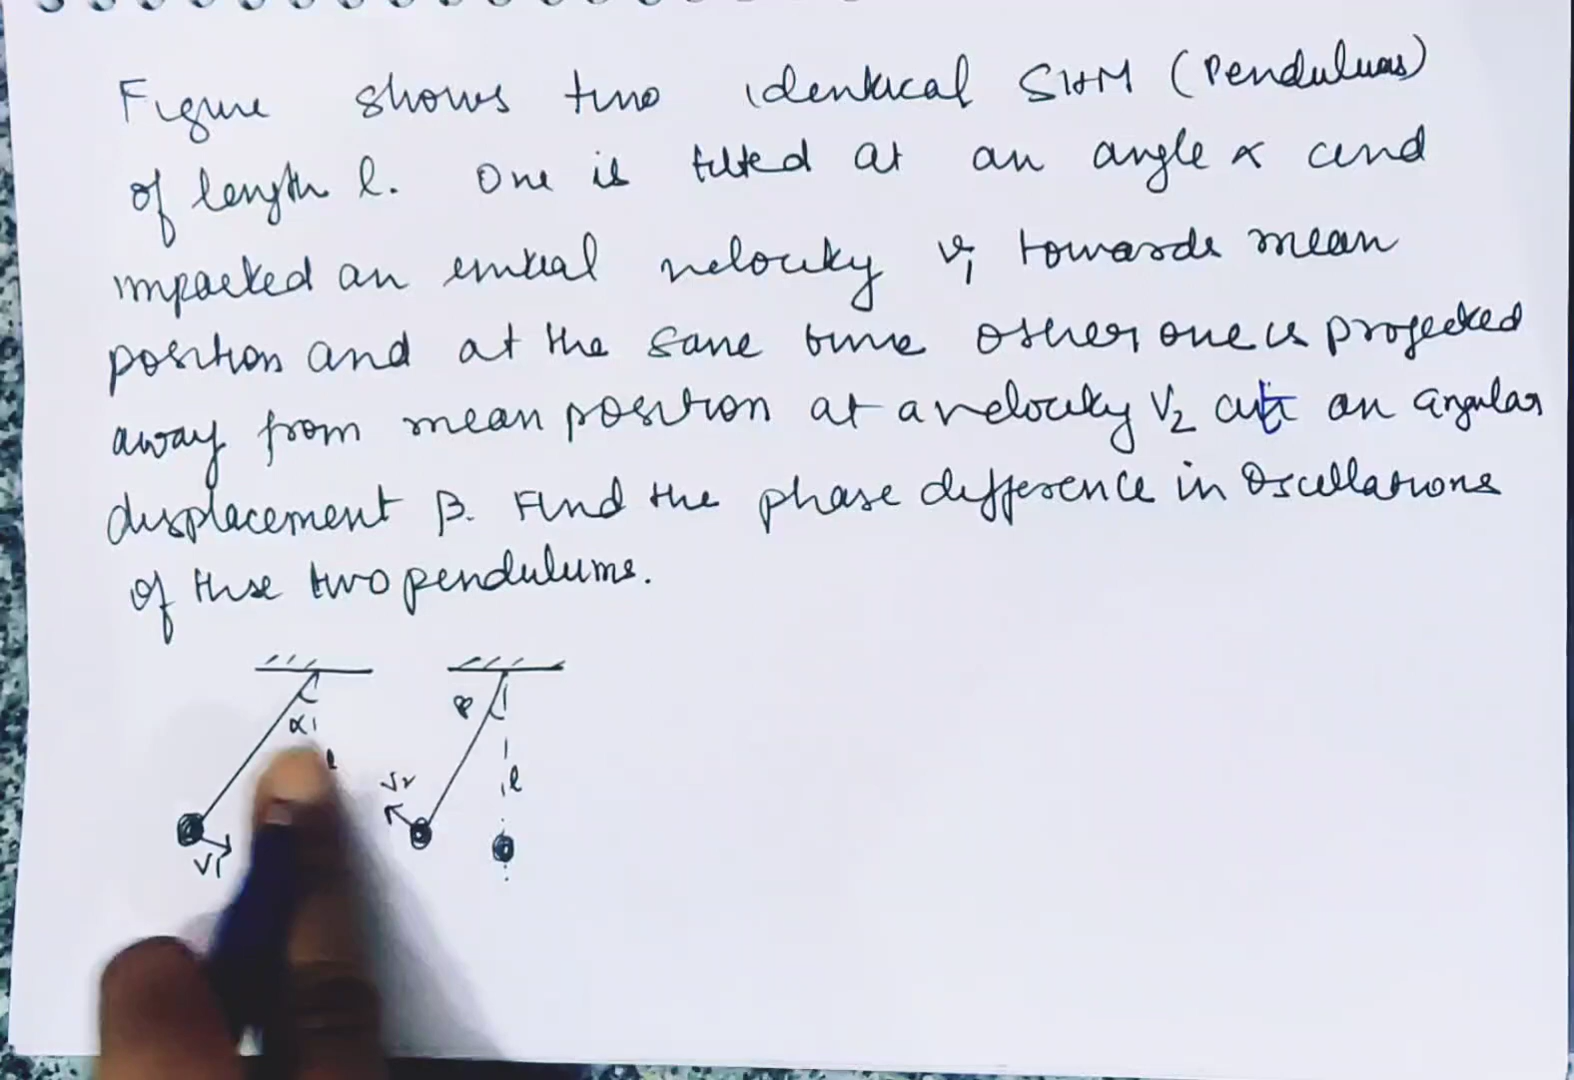 Figure shows two identical SHM (Pendulums)
of length l. One is tilted at an angle α and
imparted an initial velocity v₁ towards mean
position and at the same time other one is projected
away from mean position at a velocity V₂ at an angular
displacement β. Find the phase difference in Oscillations
of thse two pendulums.
α β
l l
V₂
V₁